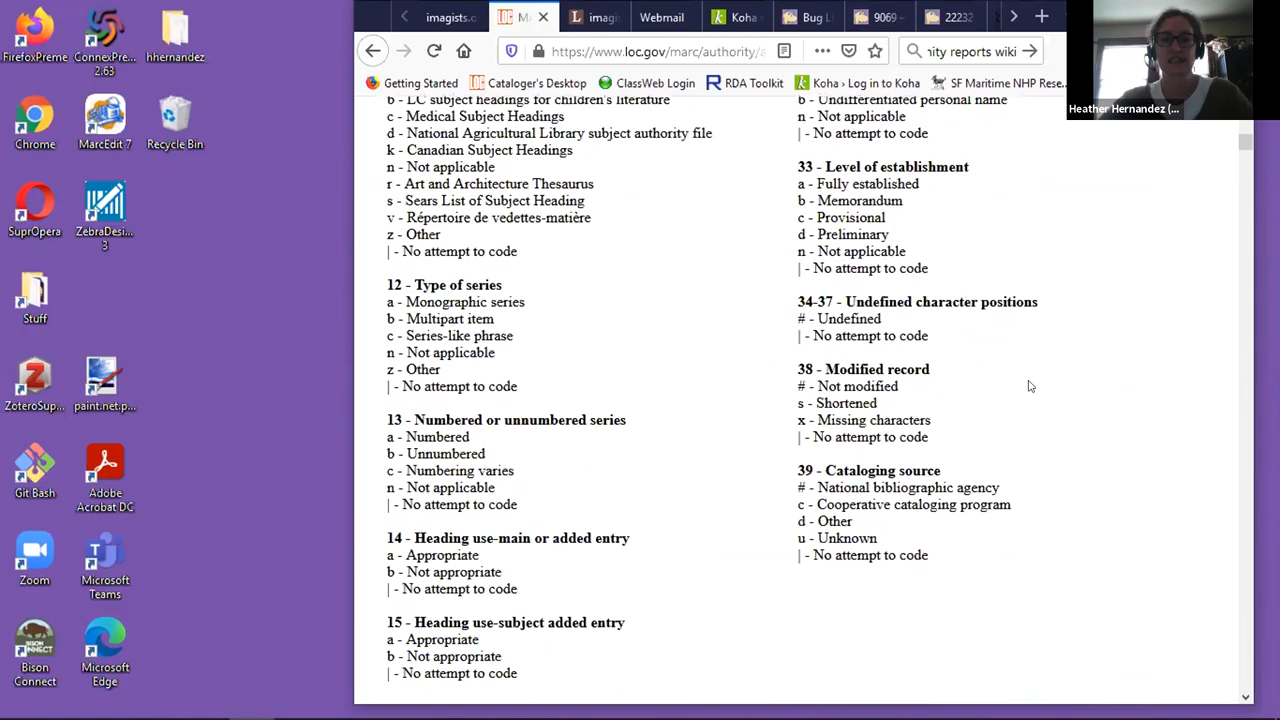 FirefoxPreme
ConnexPrem...
2.63
hhernandez
Chrome
MarcEdit 7
Recycle Bin
SuprOpera
ZebraDesi...
3
Stuff
ZoteroSup...
paint.net.p...
Git Bash
Adobe
Acrobat DC
Zoom
Microsoft
Teams
Bison
Connect
Microsoft
Edge
imagists.o
LOC
M
imagi
Webmail
Koha
Bug L
9069 -
22232
https://www.loc.gov/marc/authority/a
nity reports wiki
Getting Started
Cataloger's Desktop
ClassWeb Login
RDA Toolkit
Koha › Log in to Koha
SF Maritime NHP Rese...
b - LC subject headings for children's literature
c - Medical Subject Headings
d - National Agricultural Library subject authority file
k - Canadian Subject Headings
n - Not applicable
r - Art and Architecture Thesaurus
s - Sears List of Subject Heading
v - Répertoire de vedettes-matière
z - Other
| - No attempt to code
12 - Type of series
a - Monographic series
b - Multipart item
c - Series-like phrase
n - Not applicable
z - Other
| - No attempt to code
13 - Numbered or unnumbered series
a - Numbered
b - Unnumbered
c - Numbering varies
n - Not applicable
| - No attempt to code
14 - Heading use-main or added entry
a - Appropriate
b - Not appropriate
| - No attempt to code
15 - Heading use-subject added entry
a - Appropriate
b - Not appropriate
| - No attempt to code
b - Undifferentiated personal name
n - Not applicable
| - No attempt to code
33 - Level of establishment
a - Fully established
b - Memorandum
c - Provisional
d - Preliminary
n - Not applicable
| - No attempt to code
34-37 - Undefined character positions
# - Undefined
| - No attempt to code
38 - Modified record
# - Not modified
s - Shortened
x - Missing characters
| - No attempt to code
39 - Cataloging source
# - National bibliographic agency
c - Cooperative cataloging program
d - Other
u - Unknown
| - No attempt to code
Heather Hernandez (...